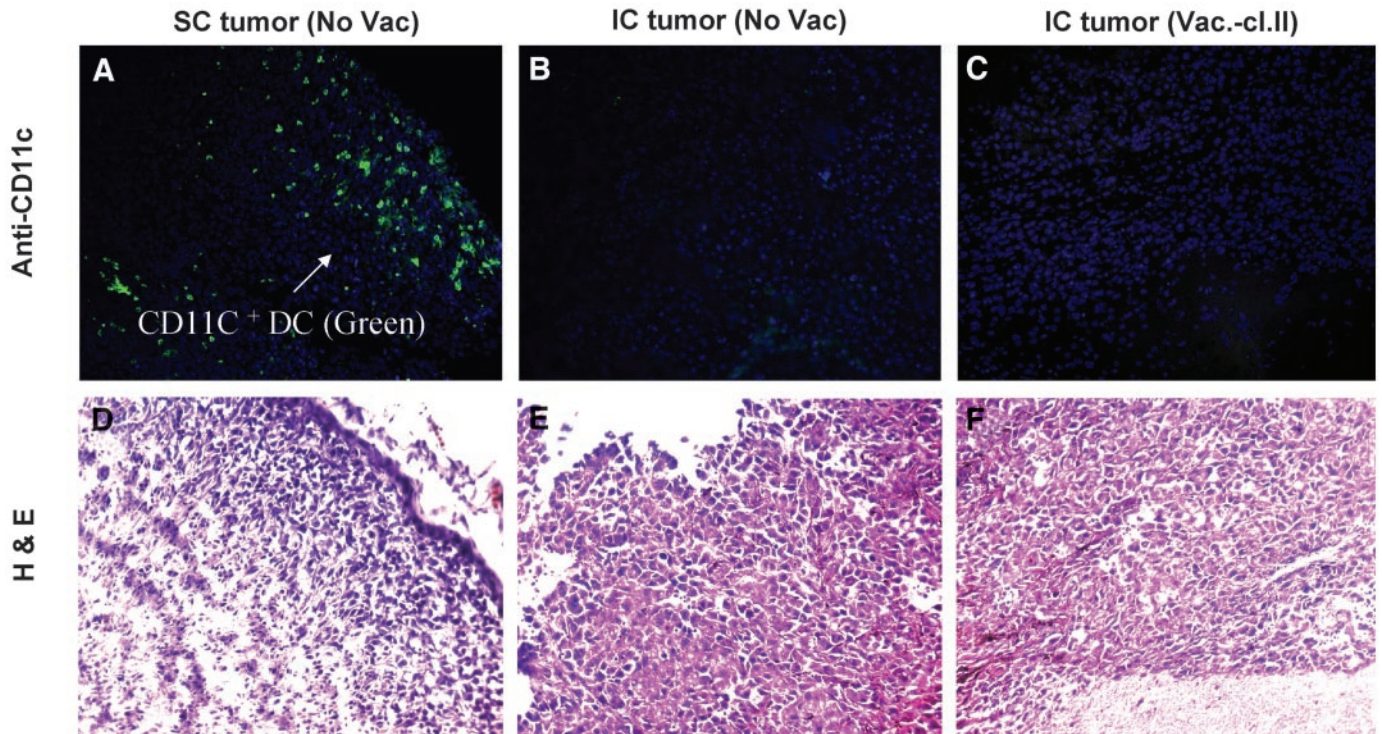 SC tumor (No Vac)
IC tumor (No Vac)
IC tumor (Vac.-cl.II)
Anti-CD11c
A
B
C
CD11C + DC (Green)
H & E
D
E
F